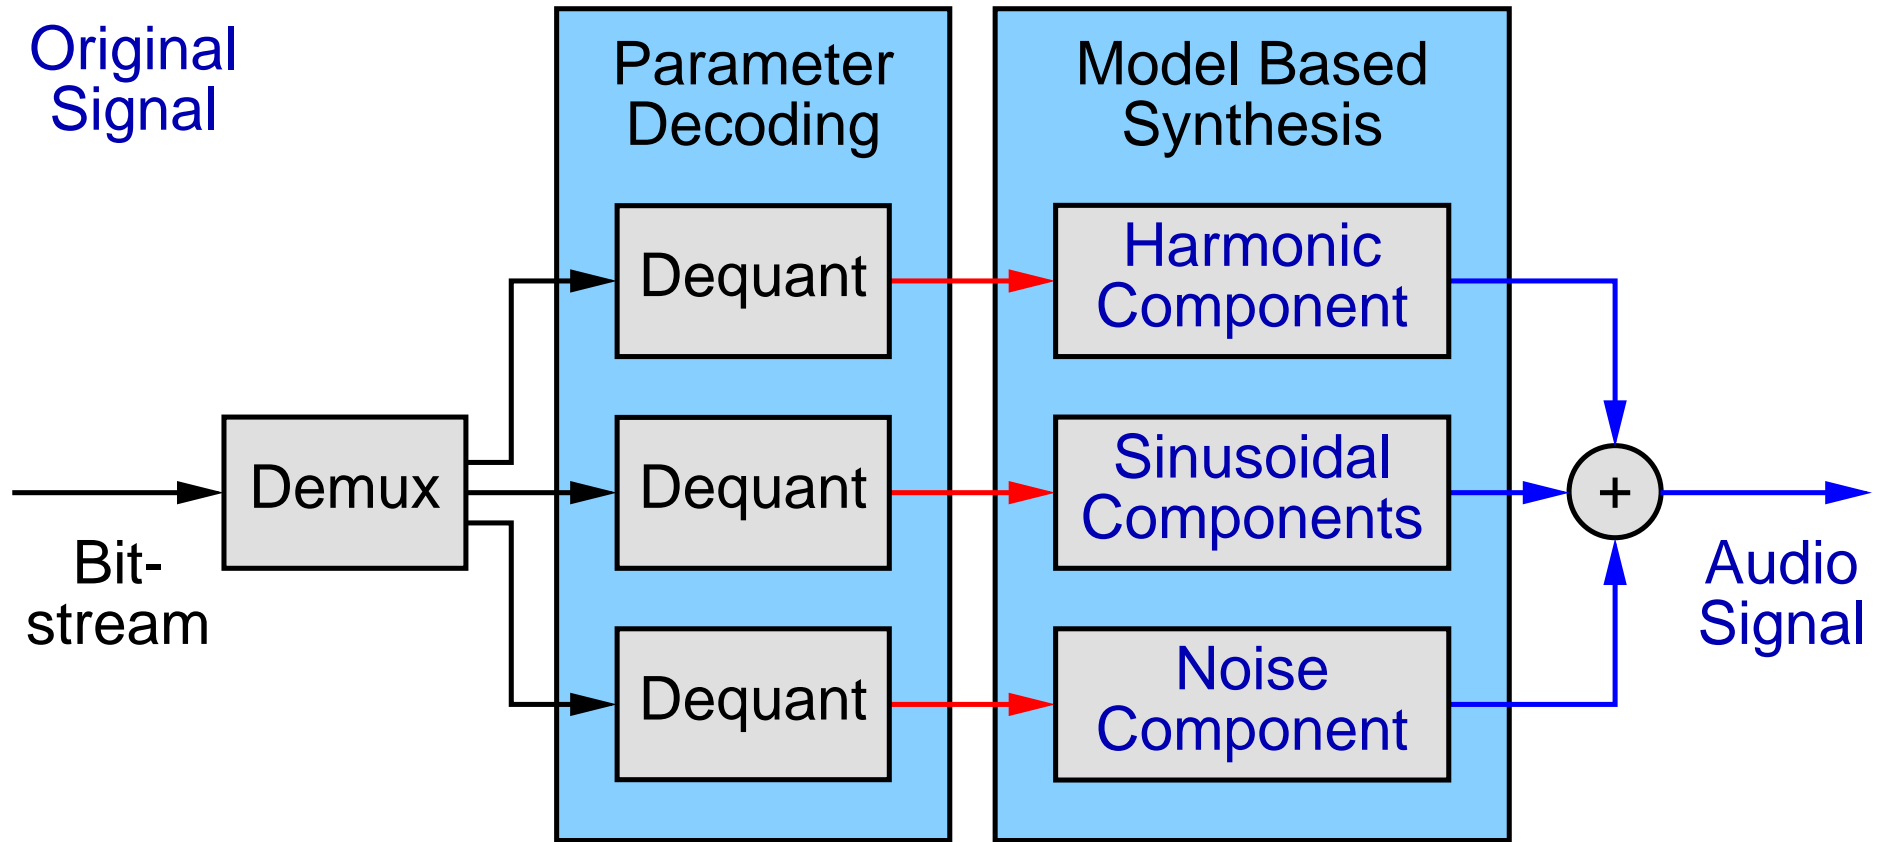 Original
Signal
Parameter
Decoding
Model Based
Synthesis
Dequant
Harmonic
Component
Demux
Dequant
Sinusoidal
Components
+
Bit-
stream
Audio
Signal
Dequant
Noise
Component